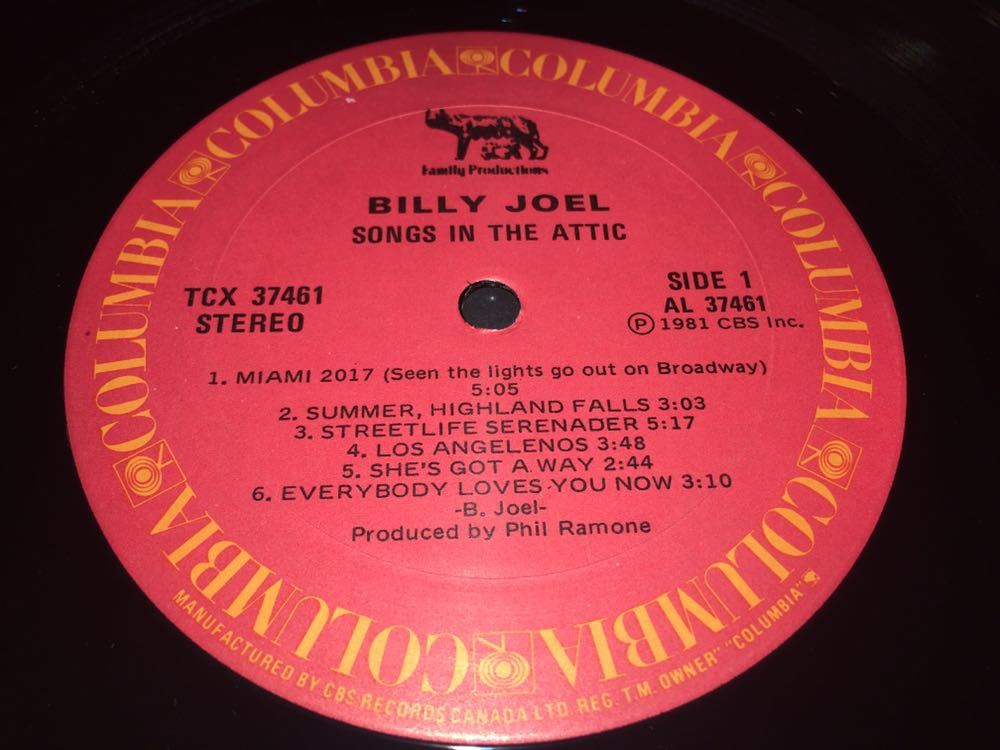 COLUMBIA COLUMBIA COLUMBIA COLUMBIA COLUMBIA COLUMBIA COLUMBIA COLUMBIA
Family Productions
BILLY JOEL
SONGS IN THE ATTIC
TCX 37461
STEREO
SIDE 1
AL 37461
Ⓟ 1981 CBS Inc.
1. MIAMI 2017 (Seen the lights go out on Broadway)
5:05
2. SUMMER, HIGHLAND FALLS 3:03
3. STREETLIFE SERENADER 5:17
4. LOS ANGELENOS 3:48
5. SHE'S GOT A WAY 2:44
6. EVERYBODY LOVES YOU NOW 3:10
-B. Joel-
Produced by Phil Ramone
MANUFACTURED BY CBS RECORDS CANADA LTD REG. T.M. OWNER" "COLUMBIA"